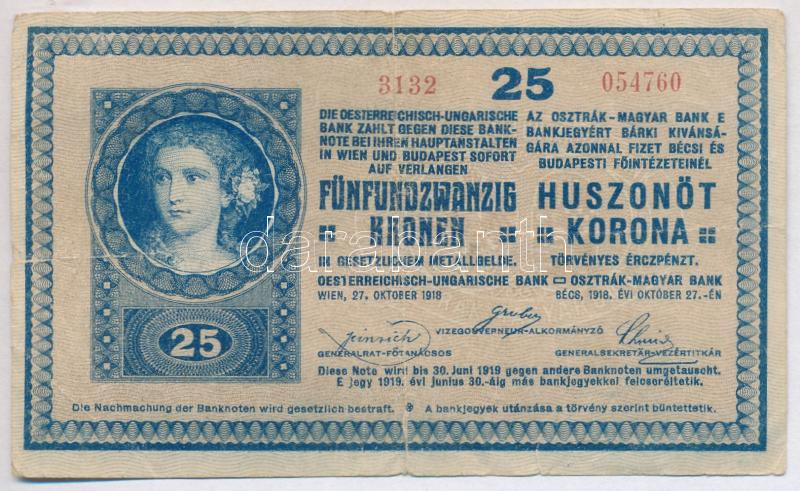 3132 25 054760
DIE OESTERREICHISCH-UNGARISCHE
BANK ZAHLT GEGEN DIESE BANK-
NOTE BEI IHREN HAUPTANSTALTEN
IN WIEN UND BUDAPEST SOFORT
AUF VERLANGEN
FÜNFUNDZWANZIG
KRONEN
IN GESETZLICHEM METALLGELDE.
OESTERREICHISCH-UNGARISCHE BANK
WIEN, 27. OKTOBER 1918
AZ OSZTRÁK-MAGYAR BANK E
BANKJEGYÉRT BÁRKI KIVÁNSÁ-
GÁRA AZONNAL FIZET BÉCSI ÉS
BUDAPESTI FŐINTÉZETEINÉL
HUSZONÖT
KORONA
TÖRVÉNYES ÉRCZPÉNZT.
OSZTRÁK-MAGYAR BANK
BÉCS, 1918. ÉVI OKTÓBER 27.-ÉN
darabanth
Gruber
VIZEGOUVERNEUR-ALKORMÁNYZÓ
GENERALRAT-FŐTANÁCSOS
GENERALSEKRETÄR-VEZÉRTITKÁR
25
Diese Note wird bis 30. Juni 1919 gegen andere Banknoten umgetauscht.
E jegy 1919. évi junius 30.-áig más bankjegyekkel felcseréltetik.
Die Nachmachung der Banknoten wird gesetzlich bestraft. A bankjegyek utánzása a törvény szerint büntettetik.